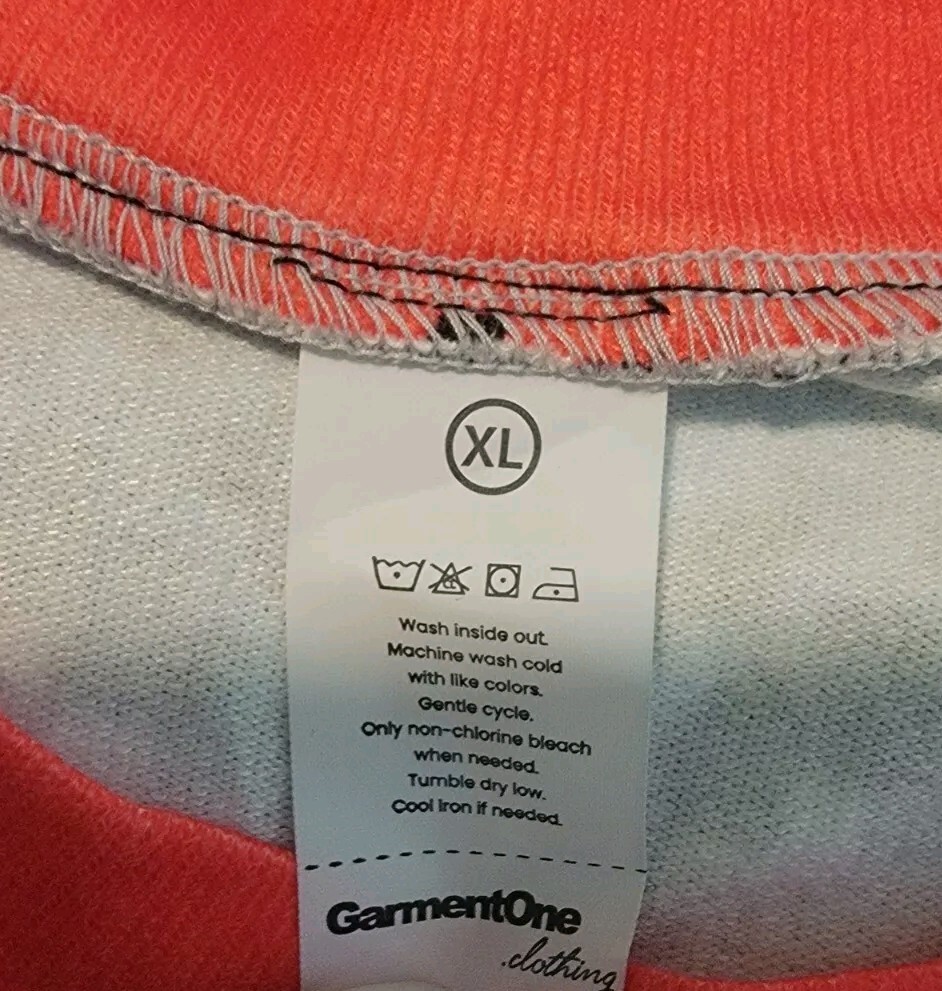 XL
CL
Wash inside out.
Machine wash cold
with like colors.
Gentle cycle.
Only non-chlorine bleach
when needed.
Tumble dry low.
Cool iron if needed.
GarmentOne
.clothing